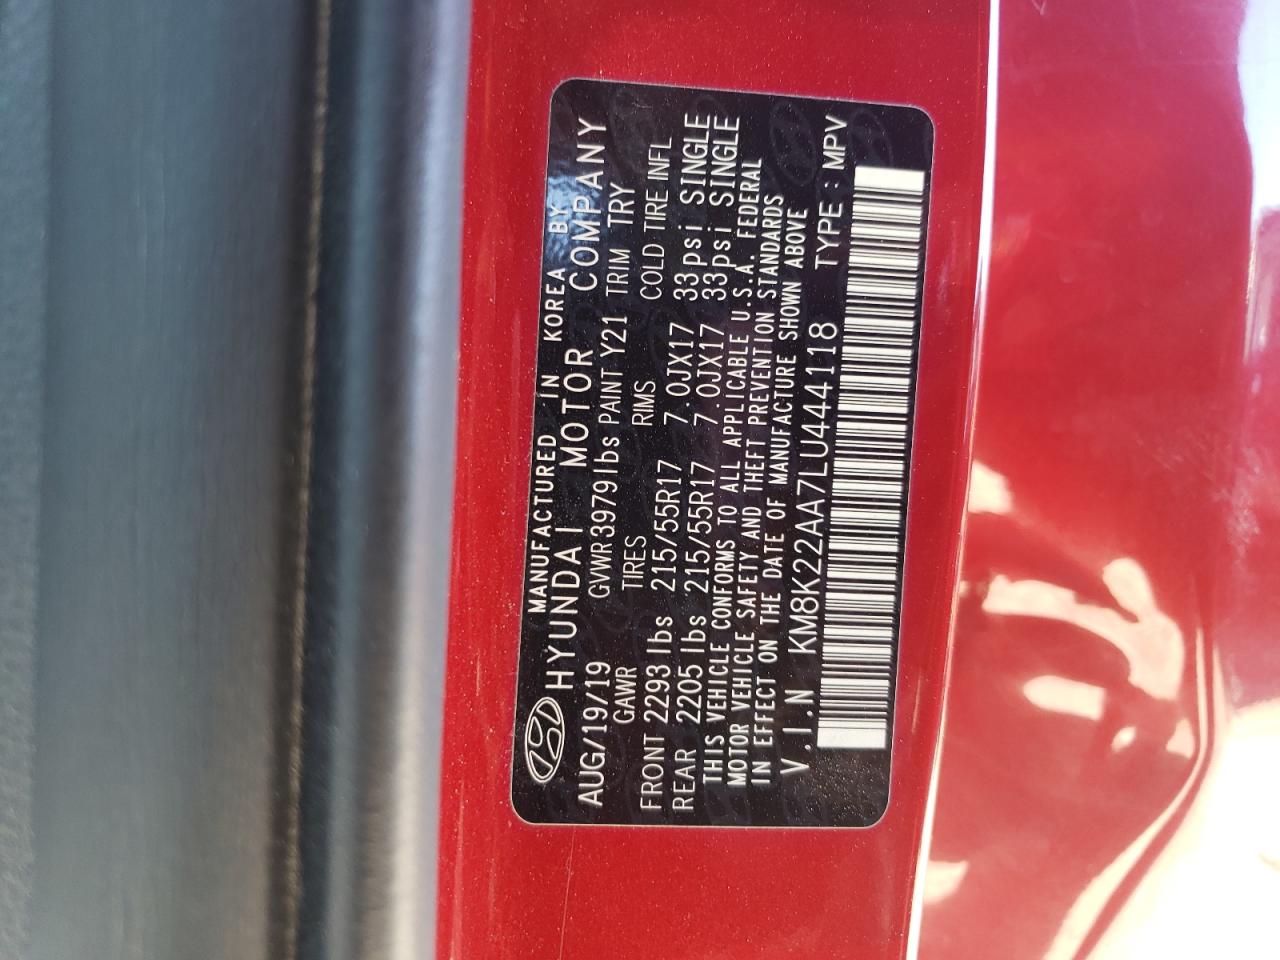 MANUFACTURED IN KOREA BY
HYUNDAI MOTOR COMPANY
AUG/19/19 GVWR 3979lbs PAINT Y21 TRIM TRY
GAWR TIRES RIMS COLD TIRE INFL
FRONT 2293 lbs 215/55R17 7.0JX17 33psi SINGLE
REAR 2205 lbs 215/55R17 7.0JX17 33psi SINGLE
THIS VEHICLE CONFORMS TO ALL APPLICABLE U.S.A. FEDERAL
MOTOR VEHICLE SAFETY AND THEFT PREVENTION STANDARDS
IN EFFECT ON THE DATE OF MANUFACTURE SHOWN ABOVE
V.I.N KM8K22AA7LU444118 TYPE:MPV